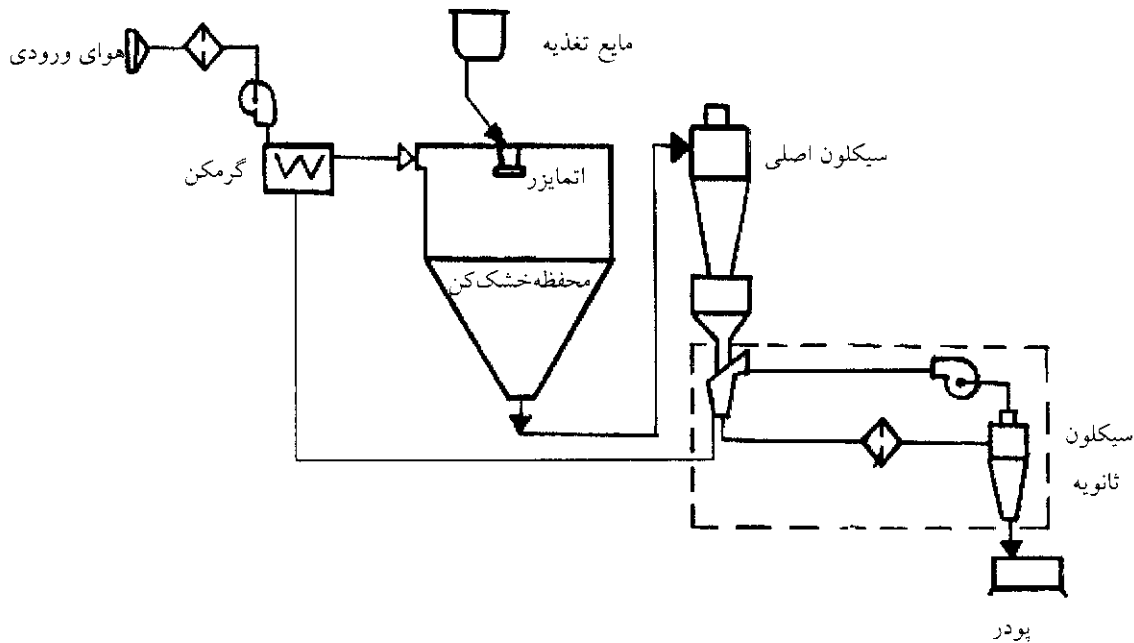 مایع تغذیه
هوای ورودی
سیکلون اصلی
گرمکن
اتمایزر
محفظه خشک‌کن
سیکلون
ثانویه
پودر